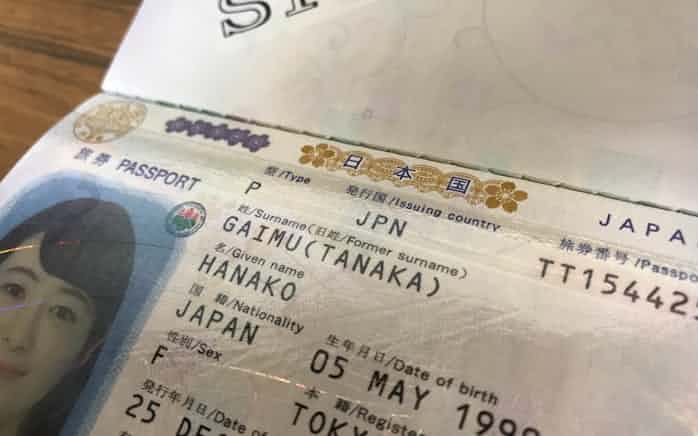 日本国
JAPA
旅券 PASSPORT
型/Type
P
発行国/Issuing country
JPN
旅券番号/Passpo
TT15442
姓/Surname(旧姓/Former surname)
GAIMU(TANAKA)
名/Given name
HANAKO
国 籍/Nationality
JAPAN
生年月日/Date of birth
05 MAY
性別/Sex
F
本 籍/Registe
TOKY
発行年月日/Date of
25 DE